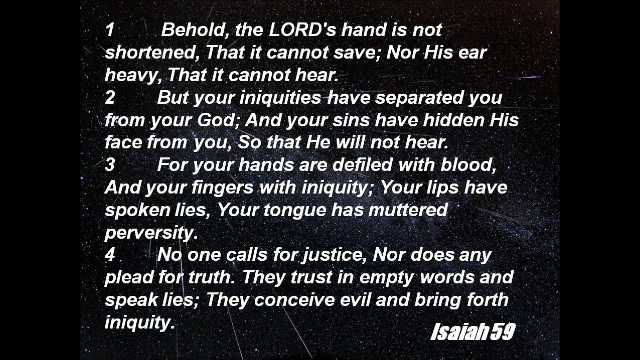 1 Behold, the LORD's hand is not
shortened, That it cannot save; Nor His ear
heavy, That it cannot hear.
2 But your iniquities have separated you
from your God; And your sins have hidden His
face from you, So that He will not hear.
3 For your hands are defiled with blood,
And your fingers with iniquity; Your lips have
spoken lies, Your tongue has muttered
perversity.
4 No one calls for justice, Nor does any
plead for truth. They trust in empty words and
speak lies; They conceive evil and bring forth
iniquity.
Isaiah 59